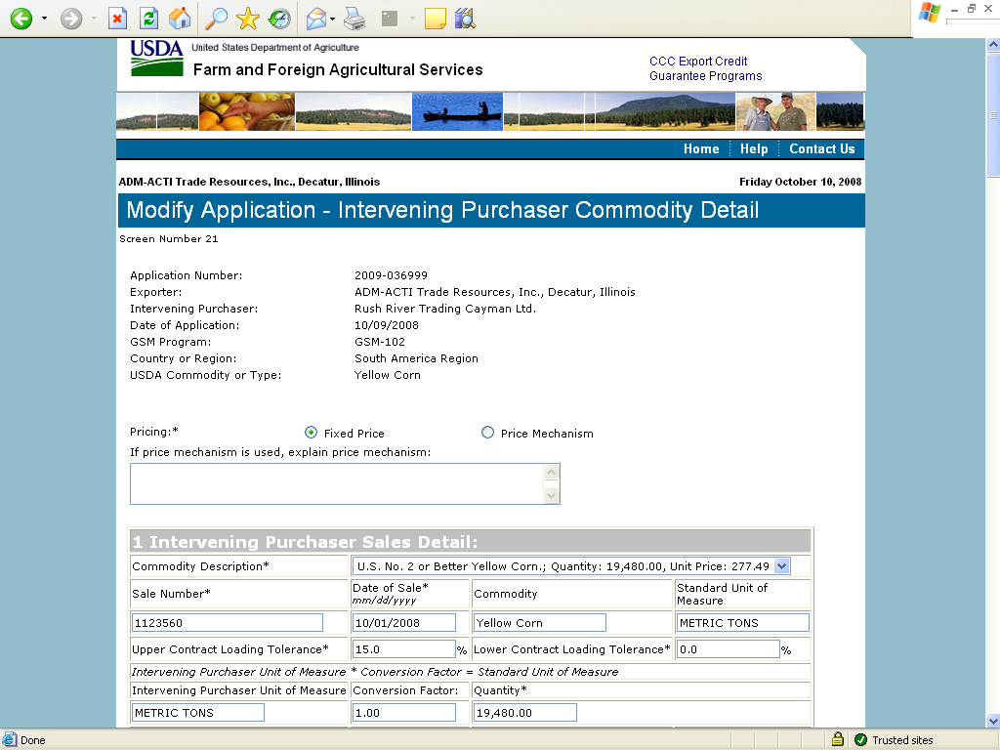 USDA United States Department of Agriculture
Farm and Foreign Agricultural Services
CCC Export Credit
Guarantee Programs
Home Help Contact Us
ADM-ACTI Trade Resources, Inc., Decatur, Illinois Friday October 10, 2008
Modify Application - Intervening Purchaser Commodity Detail
Screen Number 21
Application Number: 2009-036999
Exporter: ADM-ACTI Trade Resources, Inc., Decatur, Illinois
Intervening Purchaser: Rush River Trading Cayman Ltd.
Date of Application: 10/09/2008
GSM Program: GSM-102
Country or Region: South America Region
USDA Commodity or Type: Yellow Corn
Pricing:* Fixed Price Price Mechanism
If price mechanism is used, explain price mechanism:
1 Intervening Purchaser Sales Detail:
Commodity Description* U.S. No. 2 or Better Yellow Corn.; Quantity: 19,480.00, Unit Price: 277.49
Sale Number* Date of Sale* mm/dd/yyyy Commodity Standard Unit of Measure
1123560 10/01/2008 Yellow Corn METRIC TONS
Upper Contract Loading Tolerance* 15.0 % Lower Contract Loading Tolerance* 0.0 %
Intervening Purchaser Unit of Measure * Conversion Factor = Standard Unit of Measure
Intervening Purchaser Unit of Measure Conversion Factor: Quantity*
METRIC TONS 1.00 19,480.00
Done Trusted sites